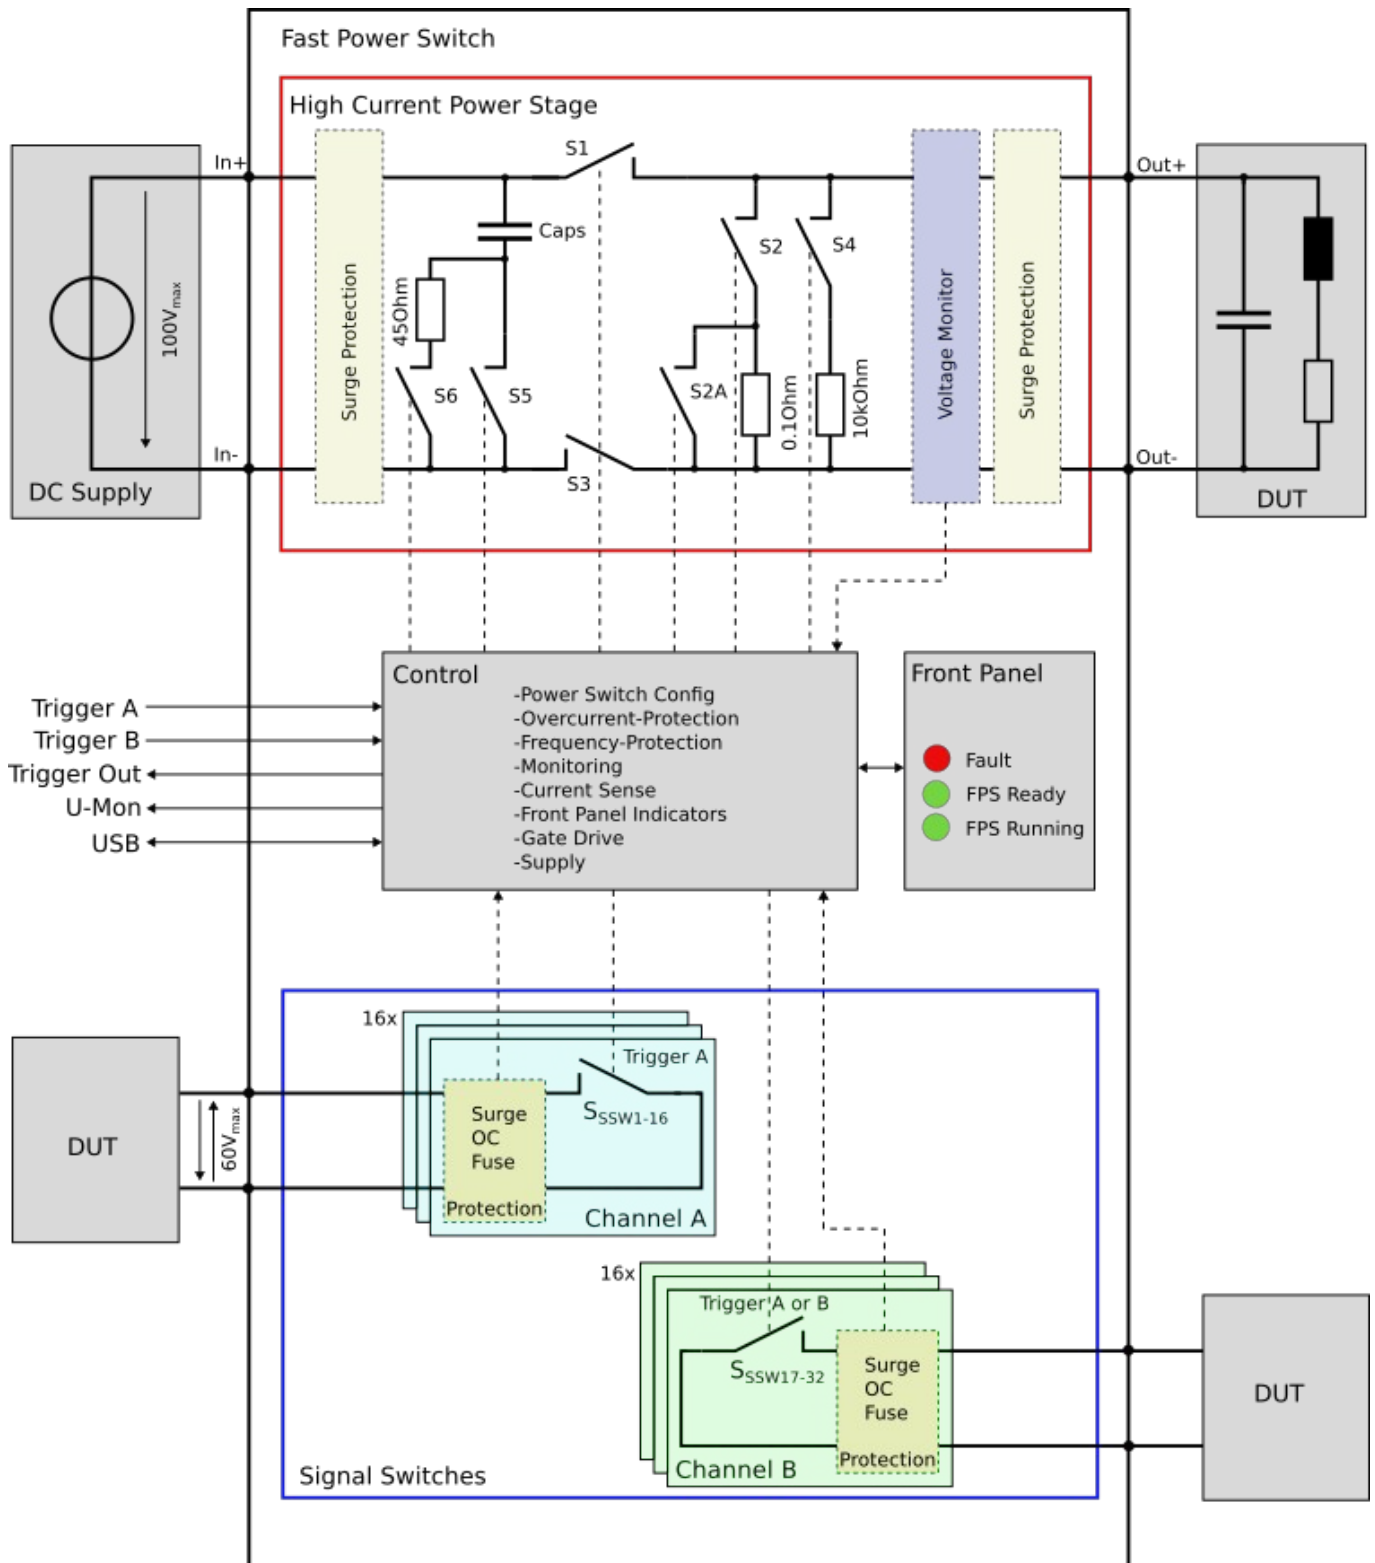 Fast Power Switch
High Current Power Stage
In+
S1
Out+
Caps
S2
S4
100Vmax
Surge Protection
45Ohm
S6
S5
S2A
0.1Ohm
10kOhm
Voltage Monitor
Surge Protection
In-
S3
Out-
DC Supply
DUT
Control
-Power Switch Config
-Overcurrent-Protection
-Frequency-Protection
-Monitoring
-Current Sense
-Front Panel Indicators
-Gate Drive
-Supply
Trigger A
Trigger B
Trigger Out
U-Mon
USB
Front Panel
Fault
FPS Ready
FPS Running
16x
Trigger A
SSSW1-16
Surge
OC
Fuse
Protection
Channel A
DUT
60Vmax
16x
Trigger A or B
SSSW17-32
Surge
OC
Fuse
Protection
Channel B
DUT
Signal Switches